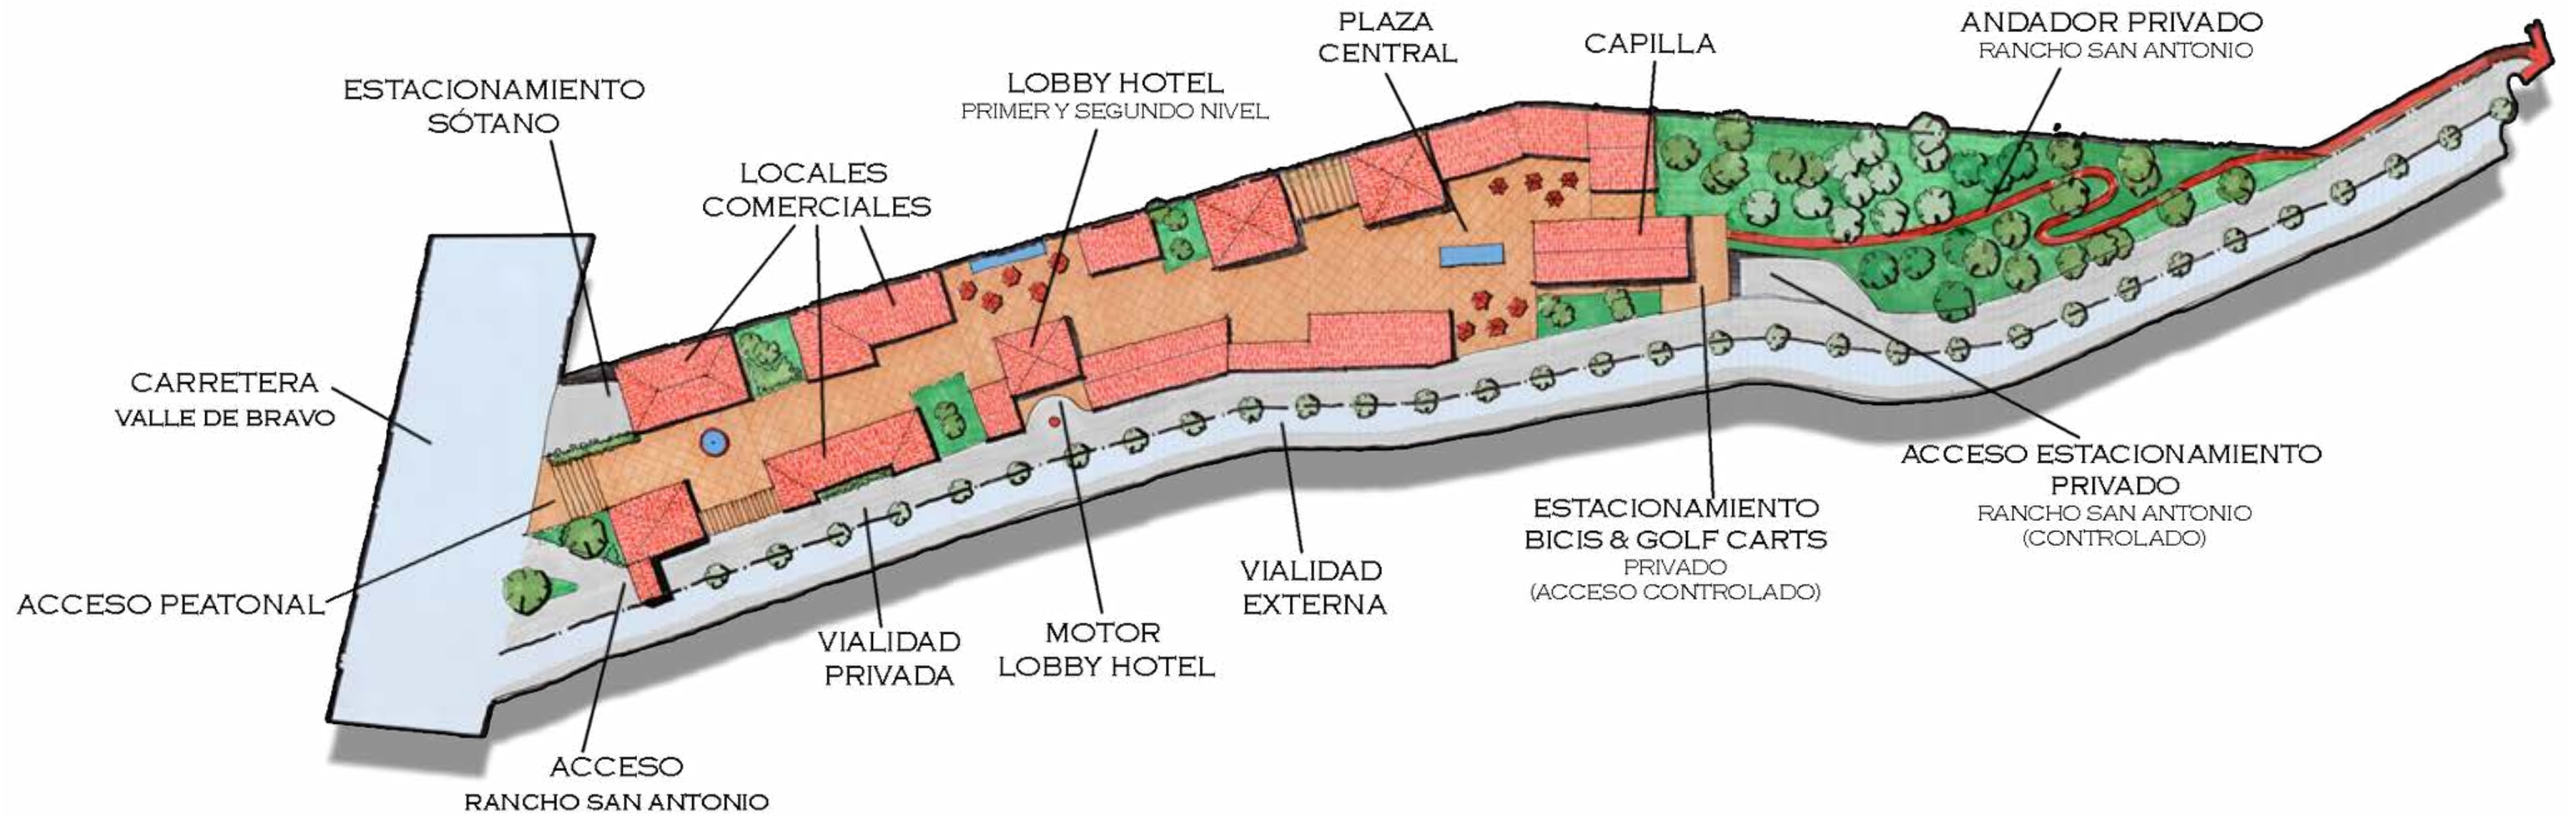 PLAZA
CENTRAL
CAPILLA
ANDADOR PRIVADO
RANCHO SAN ANTONIO
LOBBY HOTEL
PRIMER Y SEGUNDO NIVEL
ESTACIONAMIENTO
SÓTANO
LOCALES
COMERCIALES
CARRETERA
VALLE DE BRAVO
ACCESO PEATONAL
ACCESO
RANCHO SAN ANTONIO
VIALIDAD
PRIVADA
MOTOR
LOBBY HOTEL
VIALIDAD
EXTERNA
ESTACIONAMIENTO
BICIS & GOLF CARTS
PRIVADO
(ACCESO CONTROLADO)
ACCESO ESTACIONAMIENTO
PRIVADO
RANCHO SAN ANTONIO
(CONTROLADO)